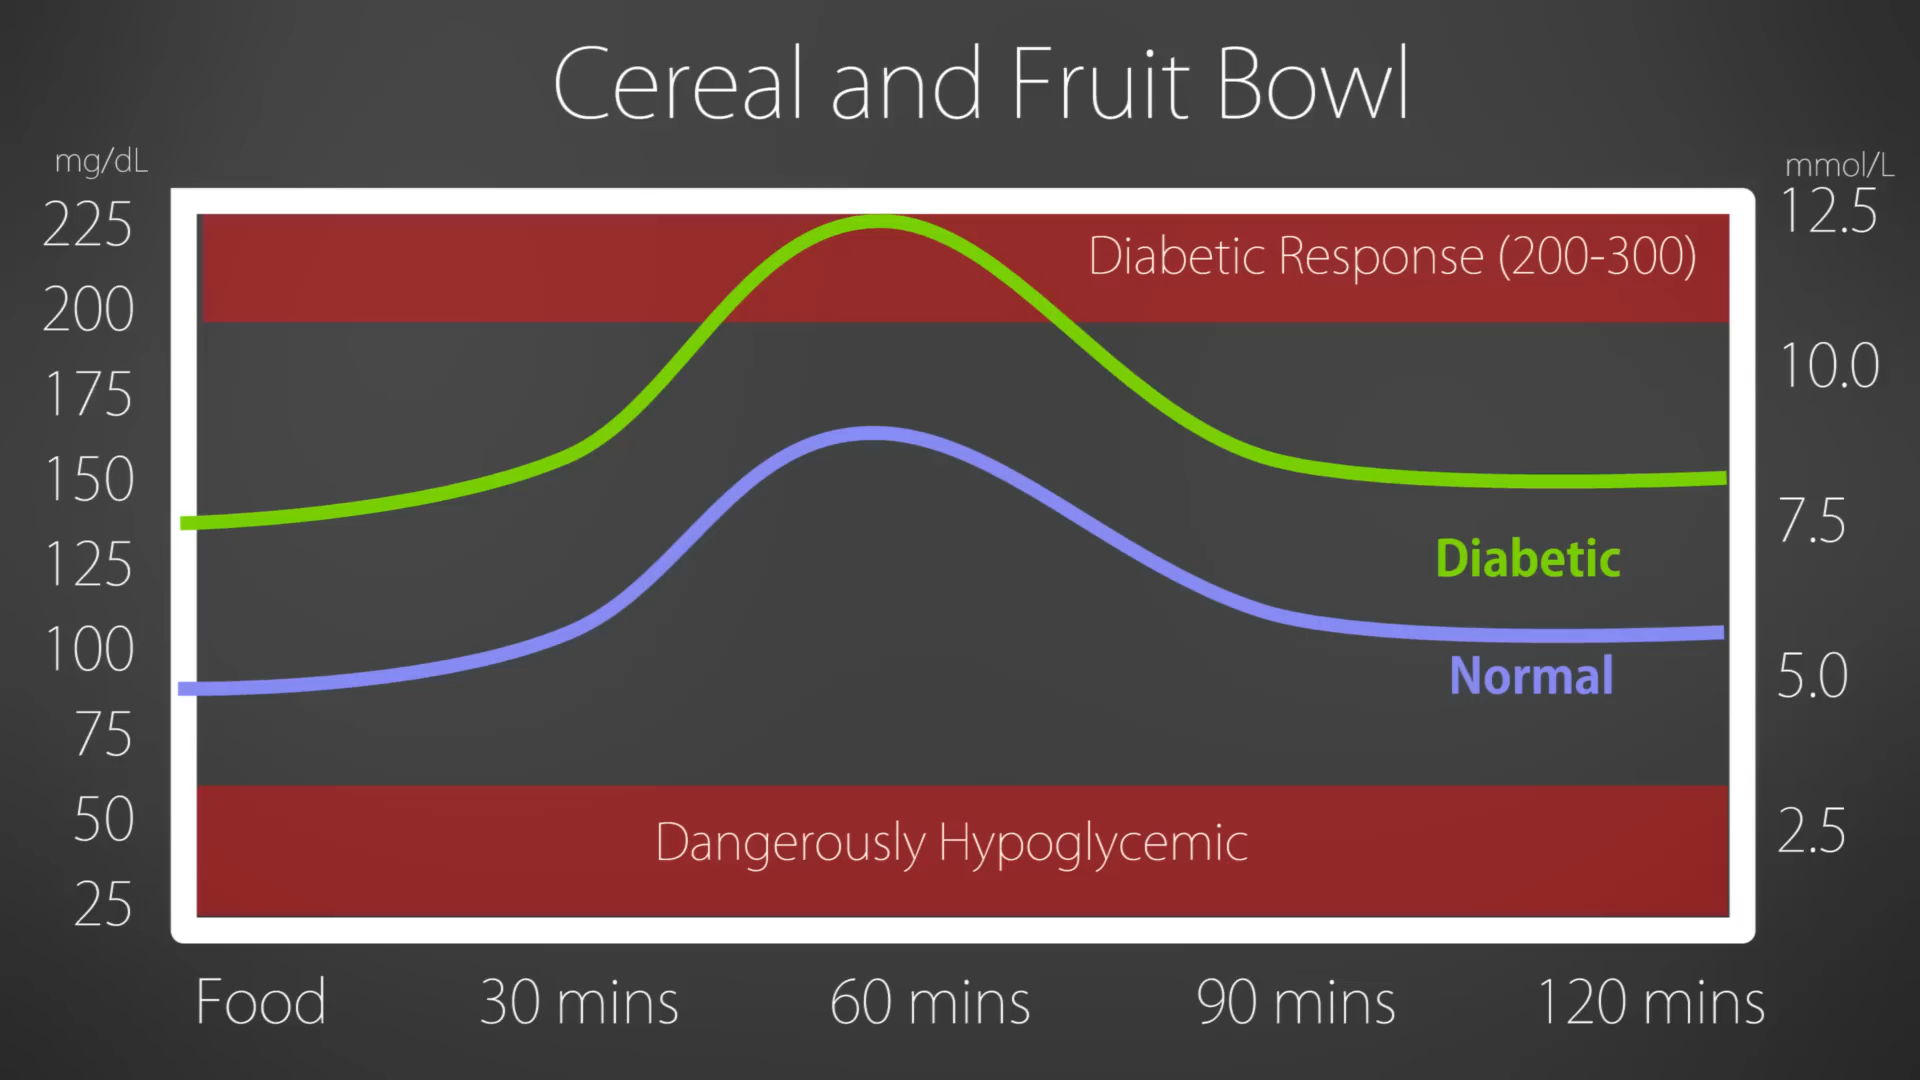 Cereal and Fruit Bowl
mg/dL
mmol/L
225
200
175
150
125
100
75
50
25
12.5
10.0
7.5
5.0
2.5
Diabetic Response (200-300)
Diabetic
Normal
Dangerously Hypoglycemic
Food
30 mins
60 mins
90 mins
120 mins